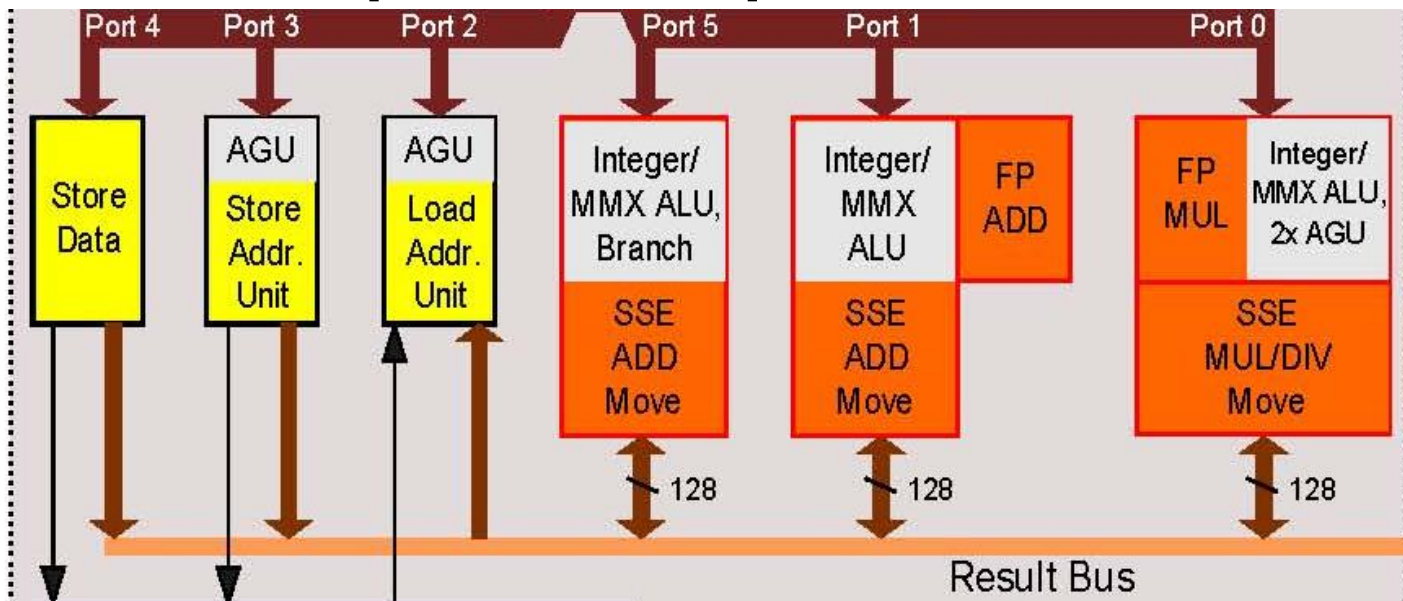 Port 4
Port 3
Port 2
Port 5
Port 1
Port 0
Store
Data
AGU
Store
Addr.
Unit
AGU
Load
Addr.
Unit
Integer/
MMX ALU,
Branch
SSE
ADD
Move
Integer/
MMX
ALU
FP
ADD
SSE
ADD
Move
FP
MUL
Integer/
MMX ALU,
2x AGU
SSE
MUL/DIV
Move
128
128
128
Result Bus